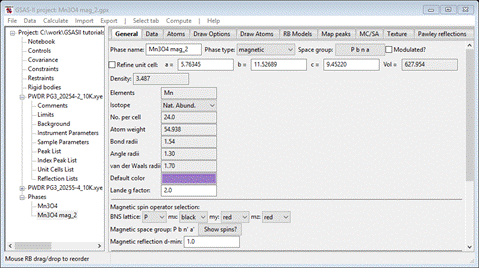 GSAS-II project: Mn3O4 mag_2.gpx
File Calculate Import Export | Select tab Compute |
Project: C:\work\GSASII tutorials
Notebook
Controls
Covariance
Constraints
Restraints
Rigid bodies
PWDR PG3_20254-2_10K.xye
Comments
Limits
Background
Instrument Parameters
Sample Parameters
Peak List
Index Peak List
Unit Cells List
Reflection Lists
PWDR PG3_20255-4_10K.xye
Phases
Mn3O4
Mn3O4 mag_2
Mouse RB drag/drop to reorder
General Data Atoms Draw Options Draw Atoms RB Models Map peaks MC/SA Texture Pawley reflections
Phase name: Mn3O4 mag_2 Phase type: magnetic Space group: P b n a Modulated?
Refine unit cell: a = 5.76345 b = 11.52689 c = 9.45220 Vol = 627.954
Density: 3.487
Elements Mn
Isotope Nat. Abund.
No. per cell 24.0
Atom weight 54.938
Bond radii 1.54
Angle radii 1.30
van der Waals radii 1.70
Default color
Lande g factor: 2.0
Magnetic spin operator selection:
BNS lattice: P mx: black my: red mz: red
Magnetic space group: P b n' a' Show spins?
Magnetic reflection d-min: 1.0